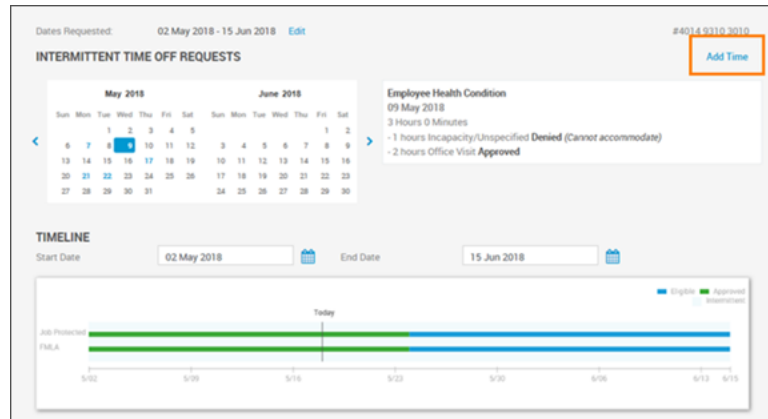 Dates Requested: 02 May 2018 - 15 Jun 2018 Edit #4014 9310 3010
INTERMITTENT TIME OFF REQUESTS Add Time
May 2018 June 2018
Sun Mon Tue Wed Thu Fri Sat Sun Mon Tue Wed Thu Fri Sat
1 2 3 4 5 1 2
6 7 8 9 10 11 12 3 4 5 6 7 8 9
13 14 15 16 17 18 19 10 11 12 13 14 15 16
20 21 22 23 24 25 26 17 18 19 20 21 22 23
27 28 29 30 31 24 25 26 27 28 29 30
Employee Health Condition
09 May 2018
3 Hours 0 Minutes
- 1 hours Incapacity/Unspecified Denied (Cannot accommodate)
- 2 hours Office Visit Approved
TIMELINE
Start Date 02 May 2018 End Date 15 Jun 2018
Eligible Approved
Intermittent
Today
Job Protected
FMLA
5/02 5/09 5/16 5/23 5/30 6/06 6/13 6/15